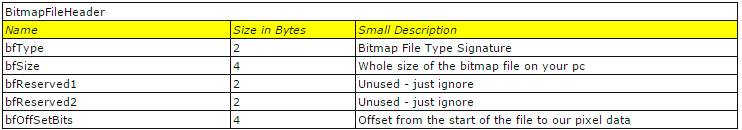 BitmapFileHeader
Name Size in Bytes Small Description
bfType 2 Bitmap File Type Signature
bfSize 4 Whole size of the bitmap file on your pc
bfReserved1 2 Unused - just ignore
bfReserved2 2 Unused - just ignore
bfOffSetBits 4 Offset from the start of the file to our pixel data